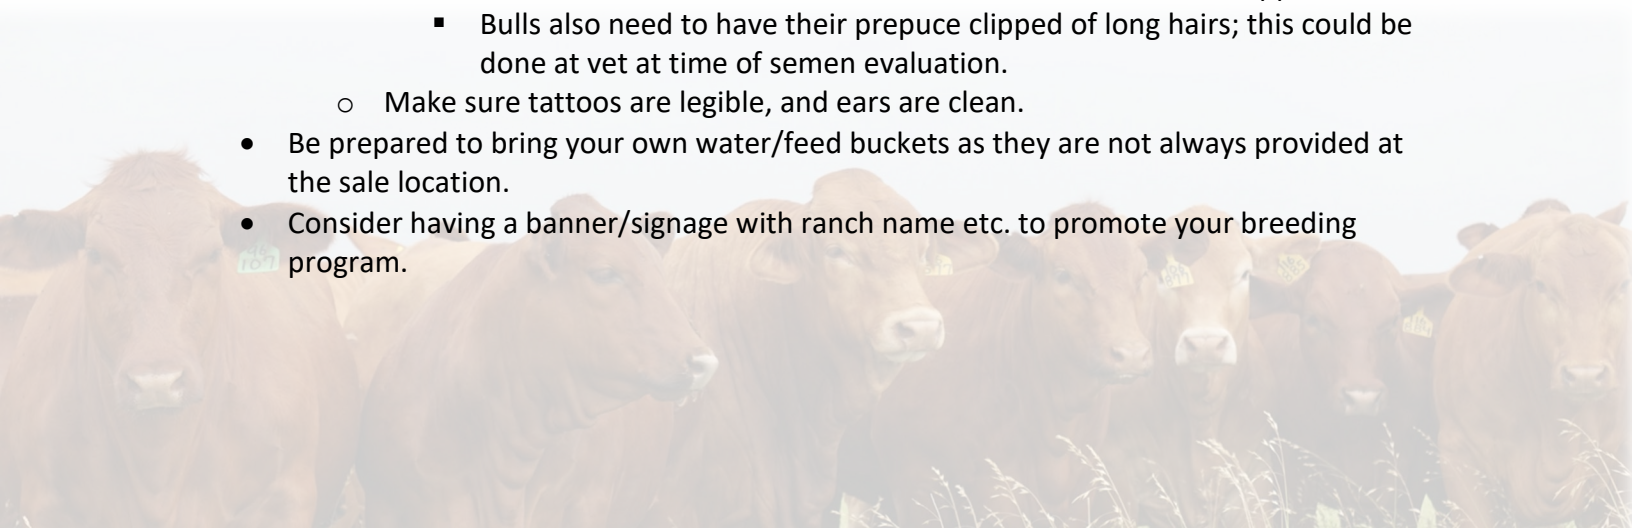 ▪ Bulls also need to have their prepuce clipped of long hairs; this could be
done at vet at time of semen evaluation.
o Make sure tattoos are legible, and ears are clean.
• Be prepared to bring your own water/feed buckets as they are not always provided at
the sale location.
• Consider having a banner/signage with ranch name etc. to promote your breeding
program.
107